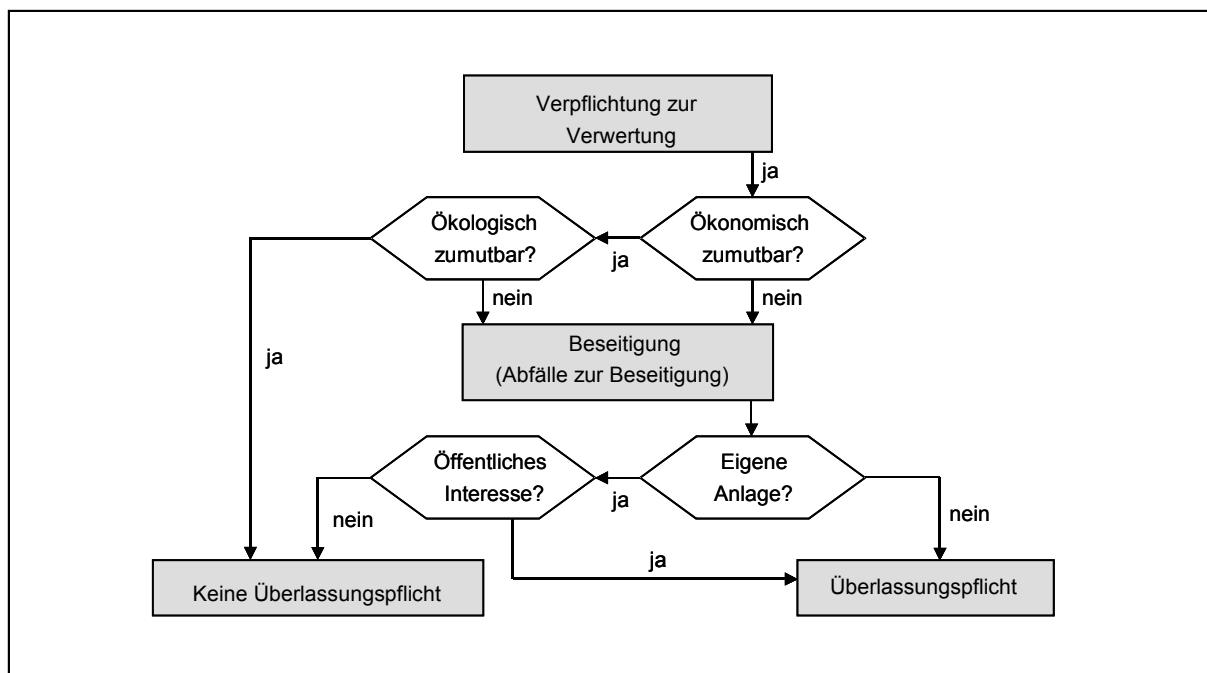 Verpflichtung zur
Verwertung
ja
Ökologisch
zumutbar?
ja
Ökonomisch
zumutbar?
nein
nein
ja
Beseitigung
(Abfälle zur Beseitigung)
Öffentliches
Interesse?
ja
Eigene
Anlage?
nein
nein
ja
Keine Überlassungspflicht
Überlassungspflicht